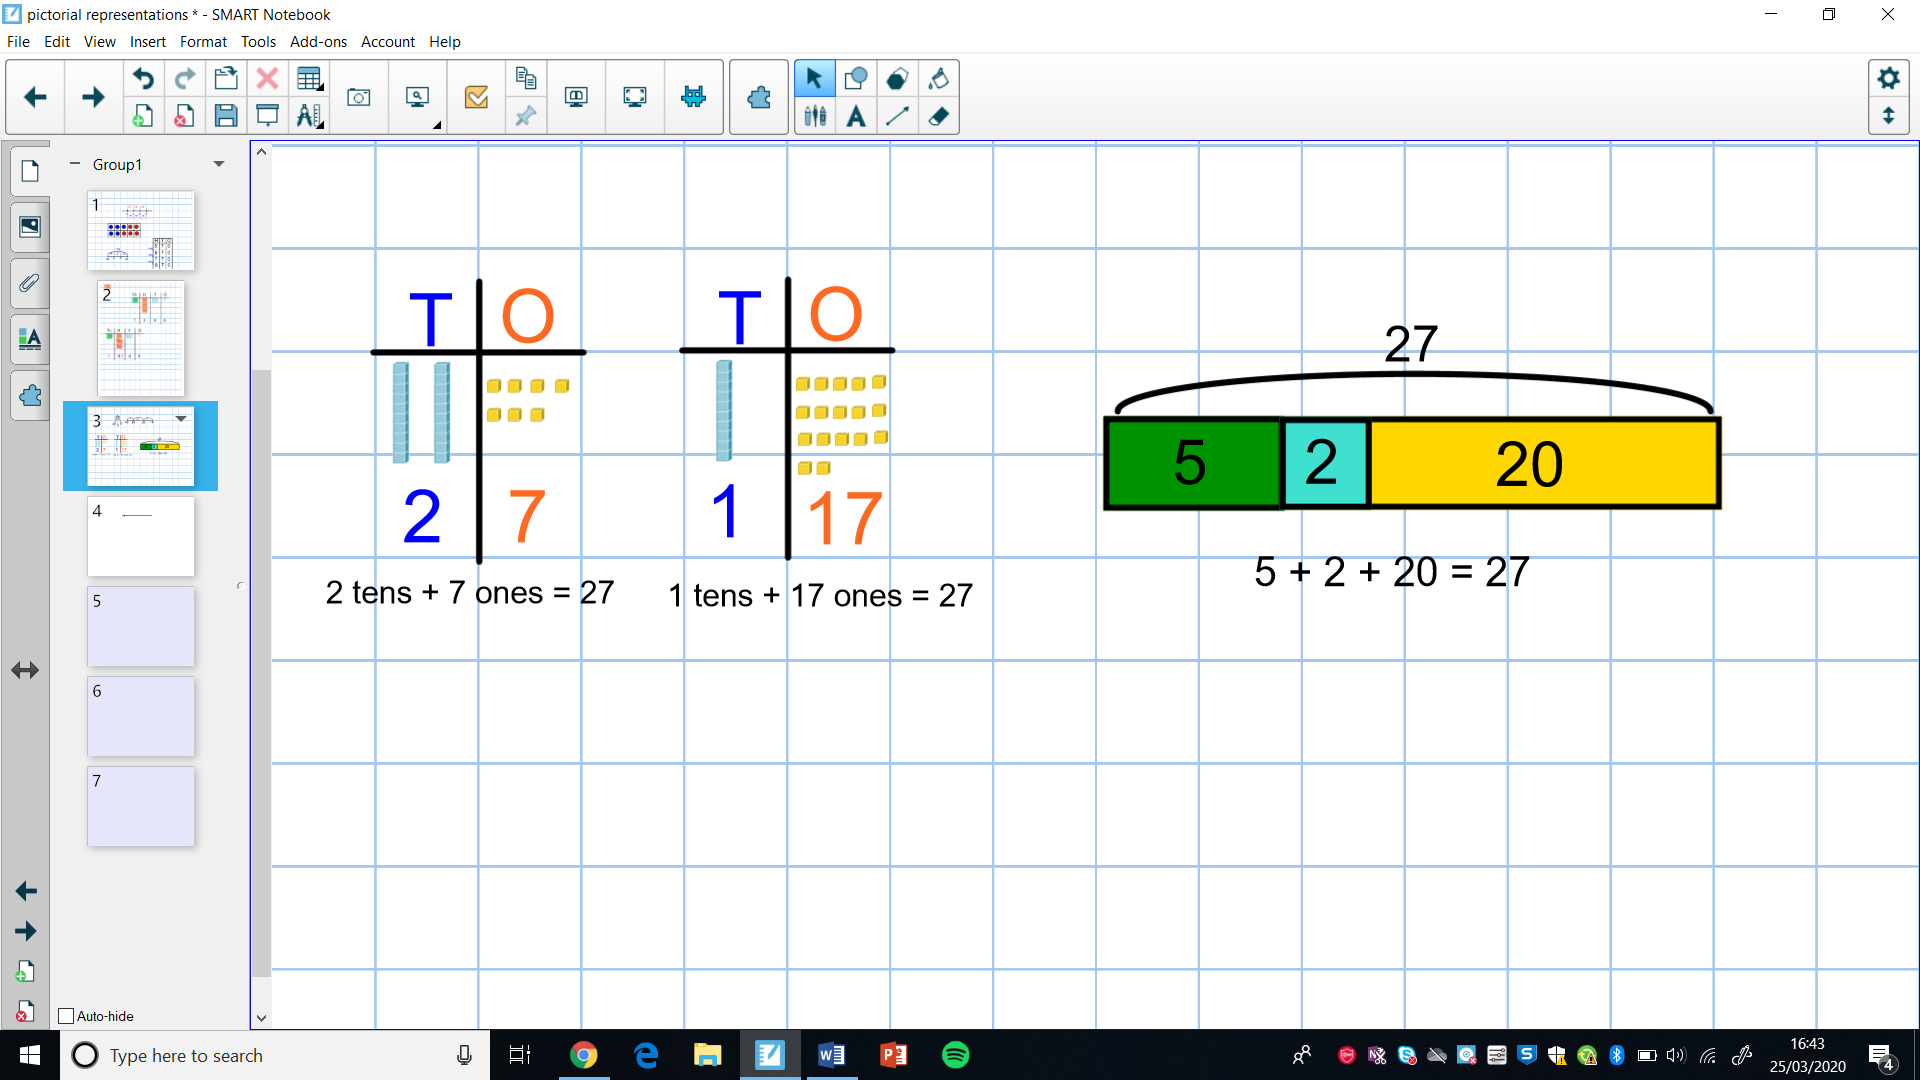 pictorial representations * - SMART Notebook
File Edit View Insert Format Tools Add-ons Account Help
Group1
1
2
3
4
5
6
7
Auto-hide
T O
2 7
2 tens + 7 ones = 27
T O
1 17
1 tens + 17 ones = 27
27
5 2 20
5 + 2 + 20 = 27
Type here to search
16:43
25/03/2020
4